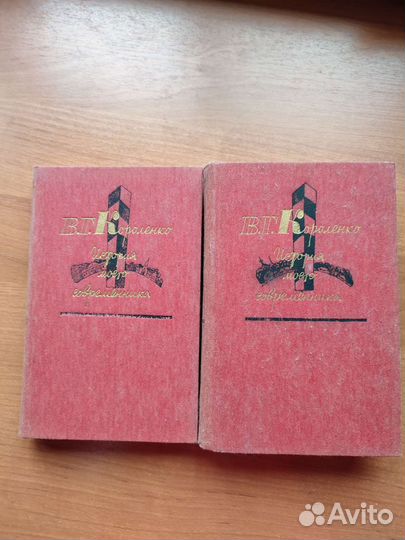 В.Г. Короленко
История
моего
современника
В.Г. Короленко
История
моего
современника
Avito